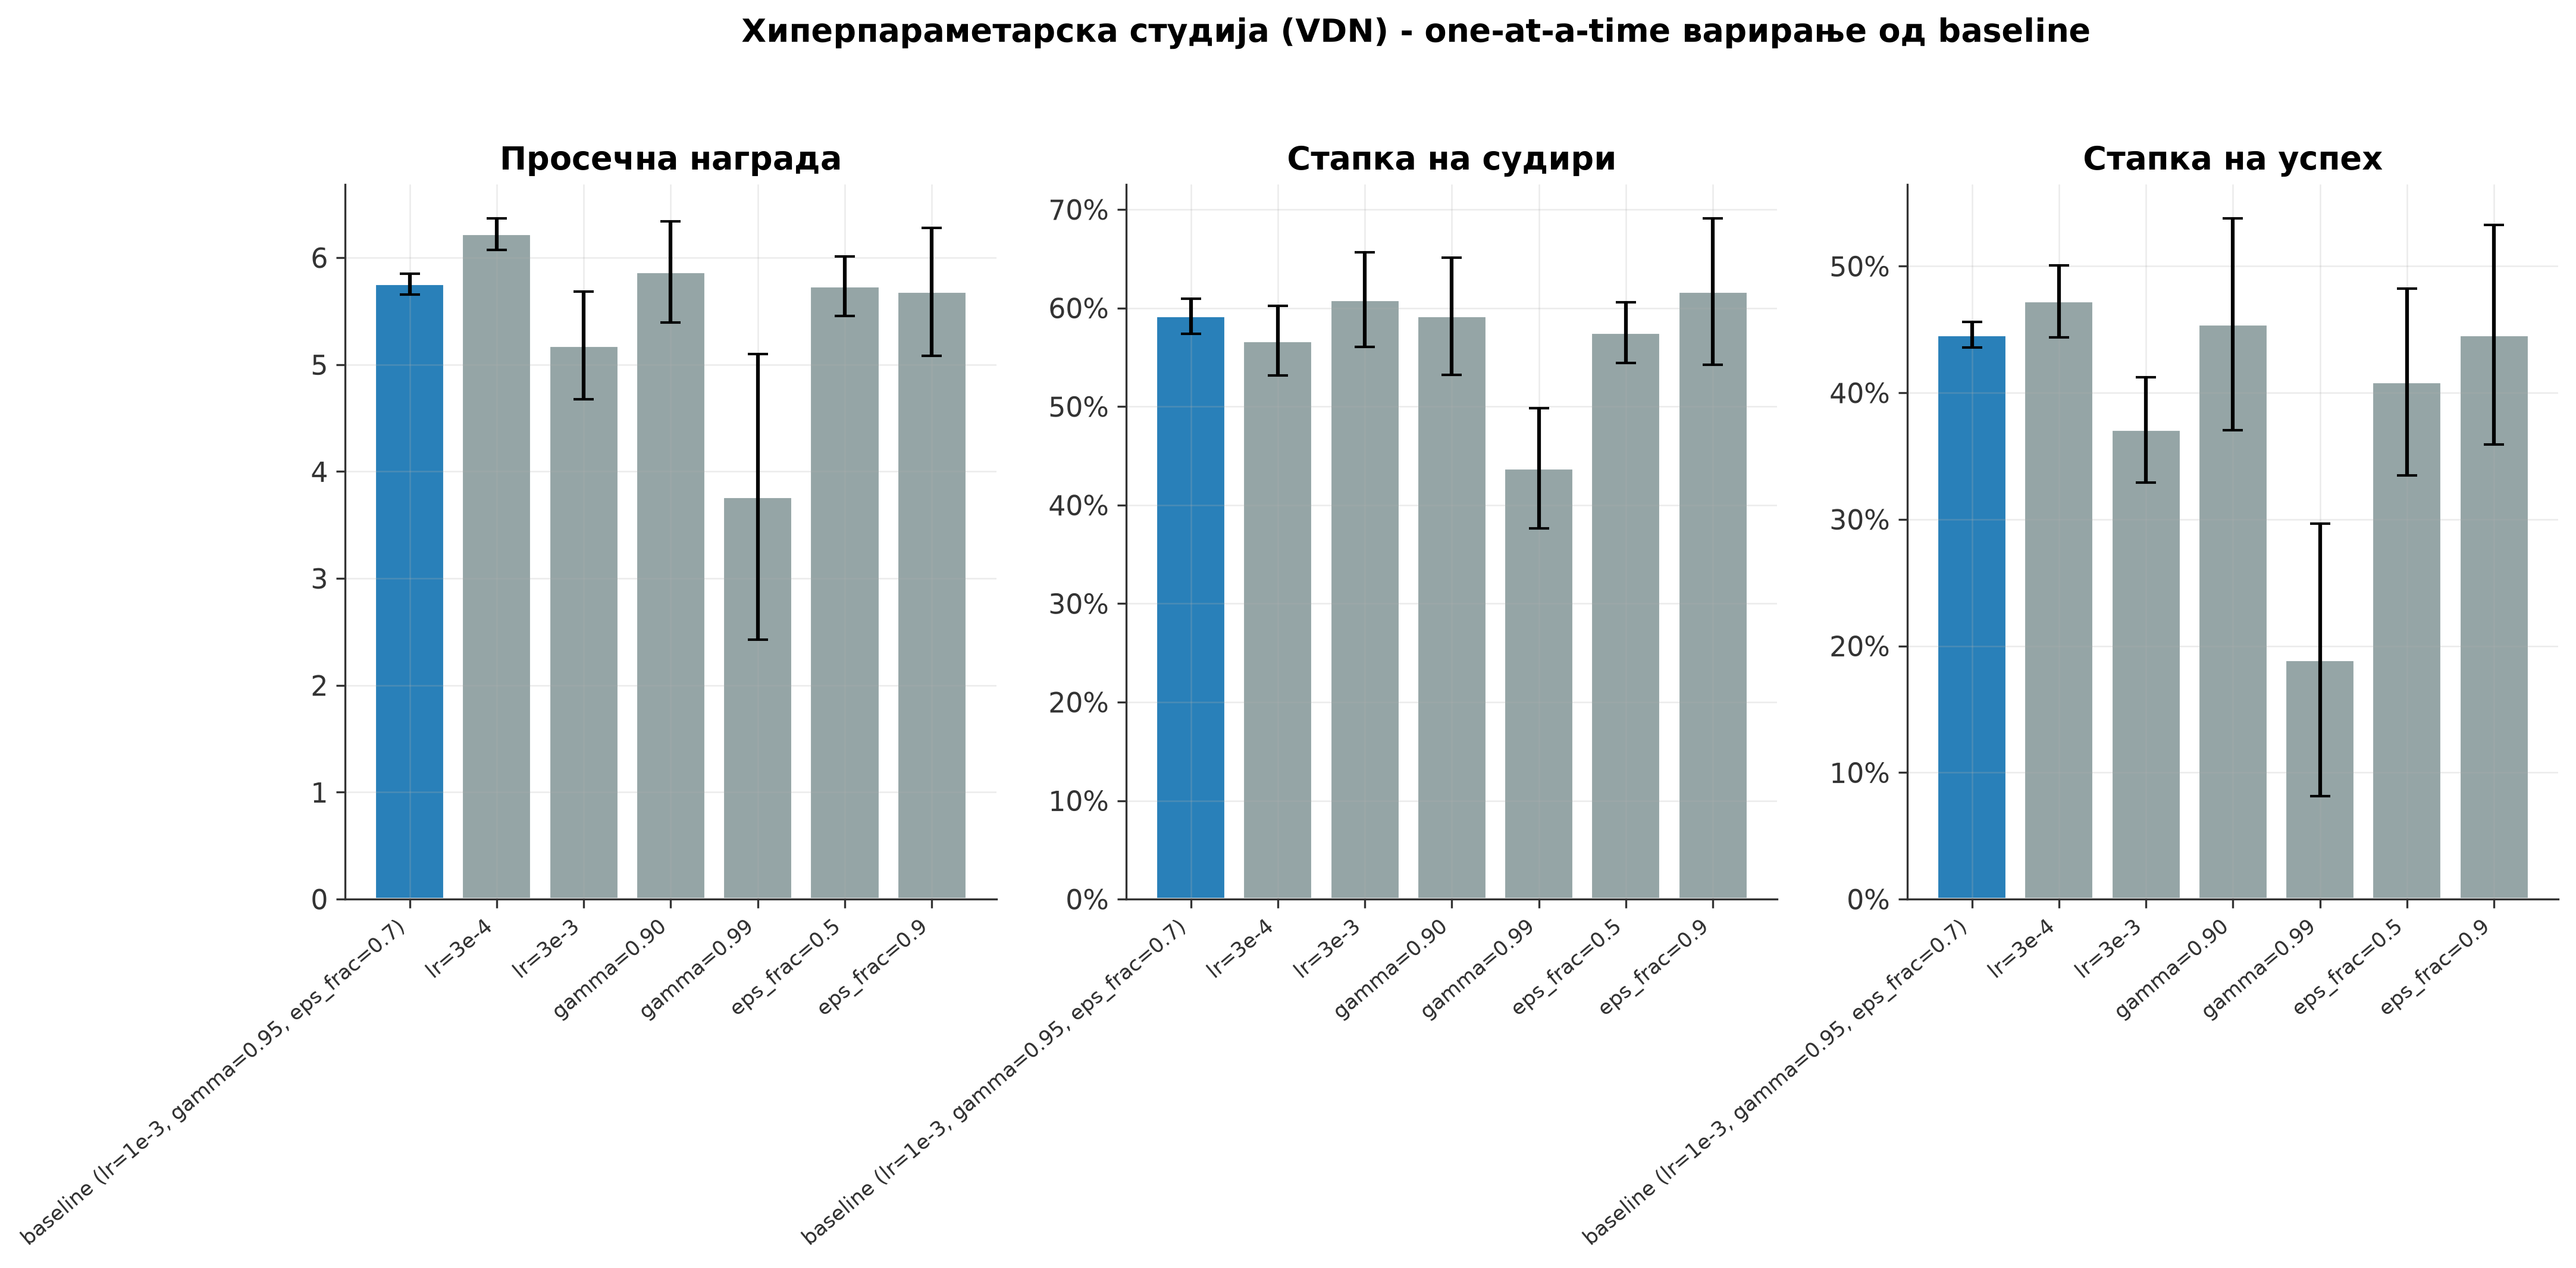 Хиперпараметарска студија (VDN) - one-at-a-time варирање од baseline
Просечна награда
6
5
4
3
2
1
0
baseline (lr=1e-3, gamma=0.95, eps_frac=0.7)
lr=3e-4
lr=3e-3
gamma=0.90
gamma=0.99
eps_frac=0.5
eps_frac=0.9
Стапка на судири
70%
60%
50%
40%
30%
20%
10%
0%
baseline (lr=1e-3, gamma=0.95, eps_frac=0.7)
lr=3e-4
lr=3e-3
gamma=0.90
gamma=0.99
eps_frac=0.5
eps_frac=0.9
Стапка на успех
50%
40%
30%
20%
10%
0%
baseline (lr=1e-3, gamma=0.95, eps_frac=0.7)
lr=3e-4
lr=3e-3
gamma=0.90
gamma=0.99
eps_frac=0.5
eps_frac=0.9